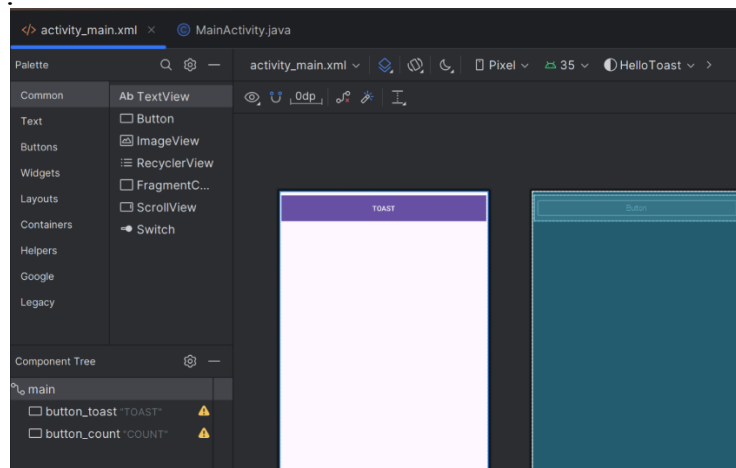 activity_main.xml
MainActivity.java
Palette
activity_main.xml
Pixel
35
HelloToast
Common
Text
Buttons
Widgets
Layouts
Containers
Helpers
Google
Legacy
Ab TextView
Button
ImageView
RecyclerView
FragmentC...
ScrollView
Switch
0dp
TOAST
Button
Component Tree
main
button_toast "TOAST"
button_count "COUNT"